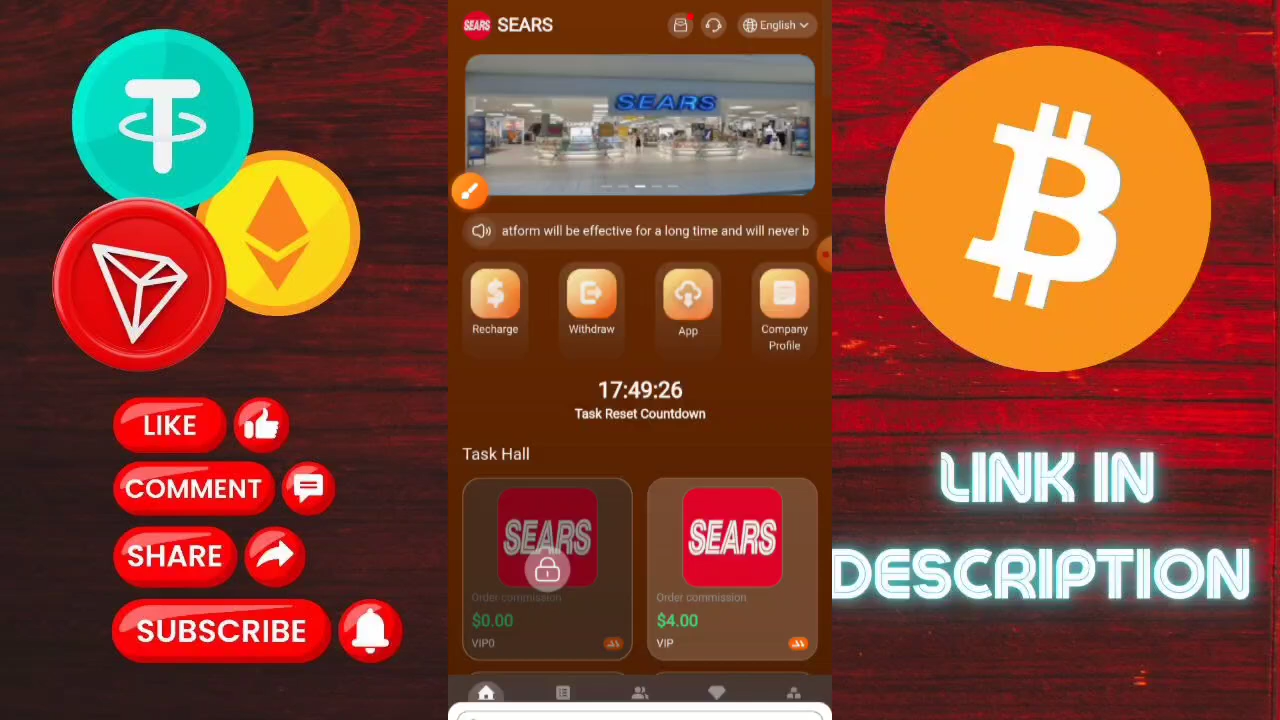 SEARS SEARS
English
SEARS
atform will be effective for a long time and will never b
Recharge
Withdraw
App
Company
Profile
17:49:26
Task Reset Countdown
Task Hall
SEARS
Order commission
$0.00
VIP0
SEARS
Order commission
$4.00
VIP
LIKE
COMMENT
SHARE
SUBSCRIBE
LINK IN
DESCRIPTION